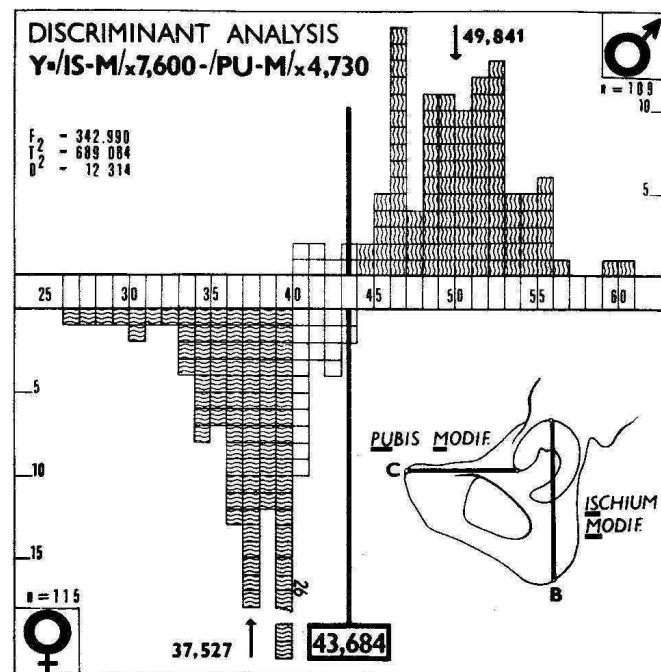 DISCRIMINANT ANALYSIS
Y=/IS-M/x7,600-/PU-M/x4,730
49,841
n = 109
F2 - 342.990
T2 - 689 084
D2 - 12 314
10
5
25 30 35 40 45 50 55 60
5
10
15
PUBIS MODIF.
C
ISCHIUM
MODIF.
B
26
n = 115
37,527
43,684